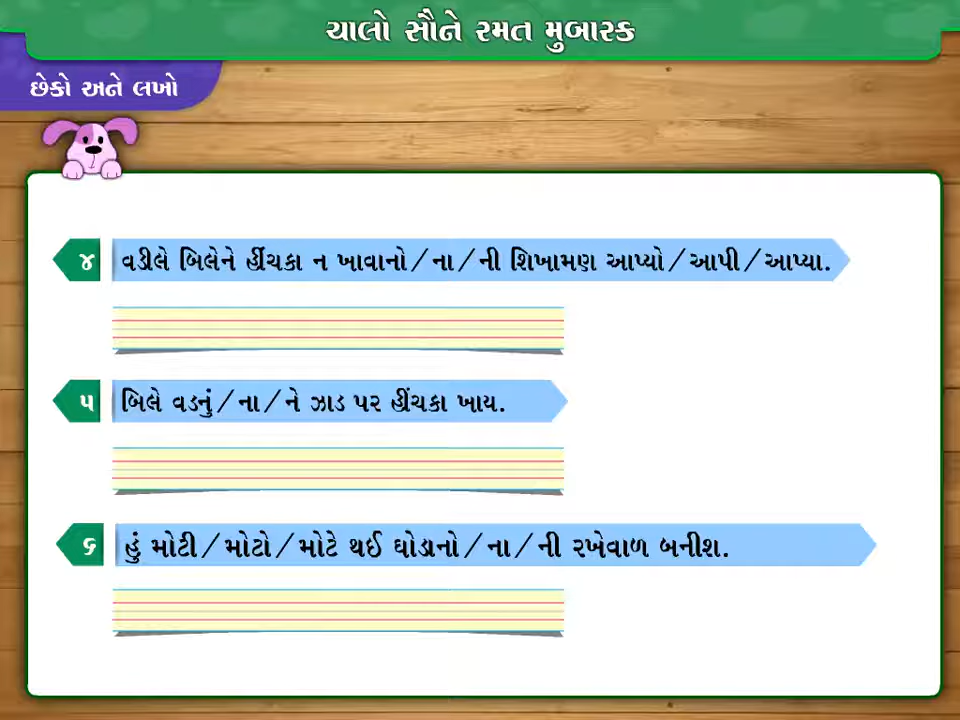 ચાલો સૌને રમત મુબારક
છેકો અને લખો
૪ વડીલે બિલેને હીંચકા ન ખાવાનો / ના / ની શિખામણ આપ્યો / આપી / આપ્યા.
૫ બિલે વડનું / ના / ને ઝાડ પર હીંચકા ખાય.
૬ હું મોટી / મોટો / મોટે થઈ ઘોડાનો / ના / ની રખેવાળ બનીશ.